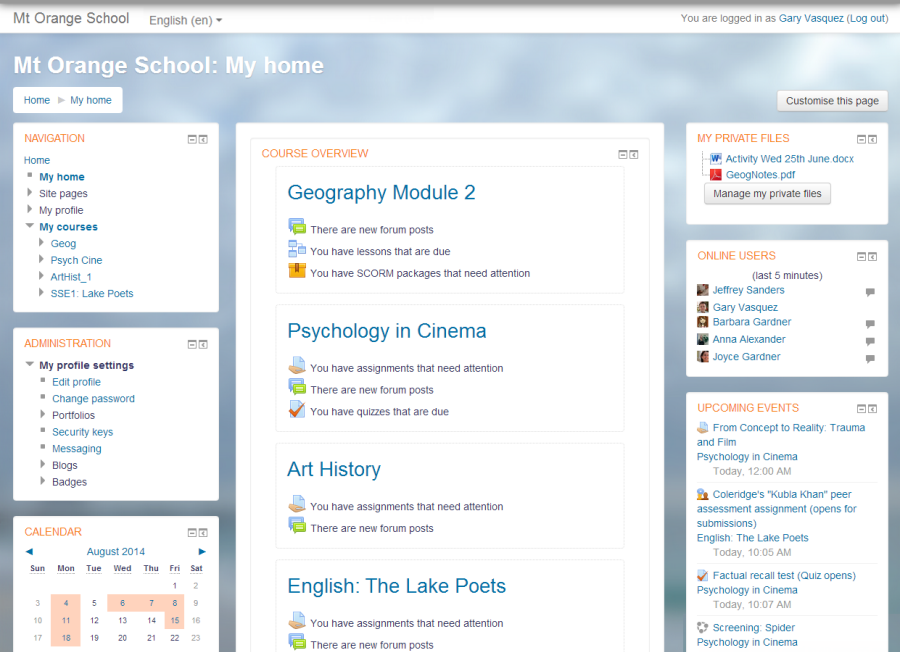 Mt Orange School
English (en)
You are logged in as Gary Vasquez (Log out)
Mt Orange School: My home
Home
My home
Customise this page
NAVIGATION
Home
My home
Site pages
My profile
My courses
Geog
Psych Cine
ArtHist_1
SSE1: Lake Poets
ADMINISTRATION
My profile settings
Edit profile
Change password
Portfolios
Security keys
Messaging
Blogs
Badges
CALENDAR
August 2014
Sun Mon Tue Wed Thu Fri Sat
1 2
3 4 5 6 7 8 9
10 11 12 13 14 15 16
17 18 19 20 21 22 23
COURSE OVERVIEW
Geography Module 2
There are new forum posts
You have lessons that are due
You have SCORM packages that need attention
Psychology in Cinema
You have assignments that need attention
There are new forum posts
You have quizzes that are due
Art History
You have assignments that need attention
There are new forum posts
English: The Lake Poets
You have assignments that need attention
There are new forum posts
MY PRIVATE FILES
Activity Wed 25th June.docx
GeogNotes.pdf
Manage my private files
ONLINE USERS
(last 5 minutes)
Jeffrey Sanders
Gary Vasquez
Barbara Gardner
Anna Alexander
Joyce Gardner
UPCOMING EVENTS
From Concept to Reality: Trauma
and Film
Psychology in Cinema
Today, 12:00 AM
Coleridge's "Kubla Khan" peer
assessment assignment (opens for
submissions)
English: The Lake Poets
Today, 10:05 AM
Factual recall test (Quiz opens)
Psychology in Cinema
Today, 10:07 AM
Screening: Spider
Psychology in Cinema